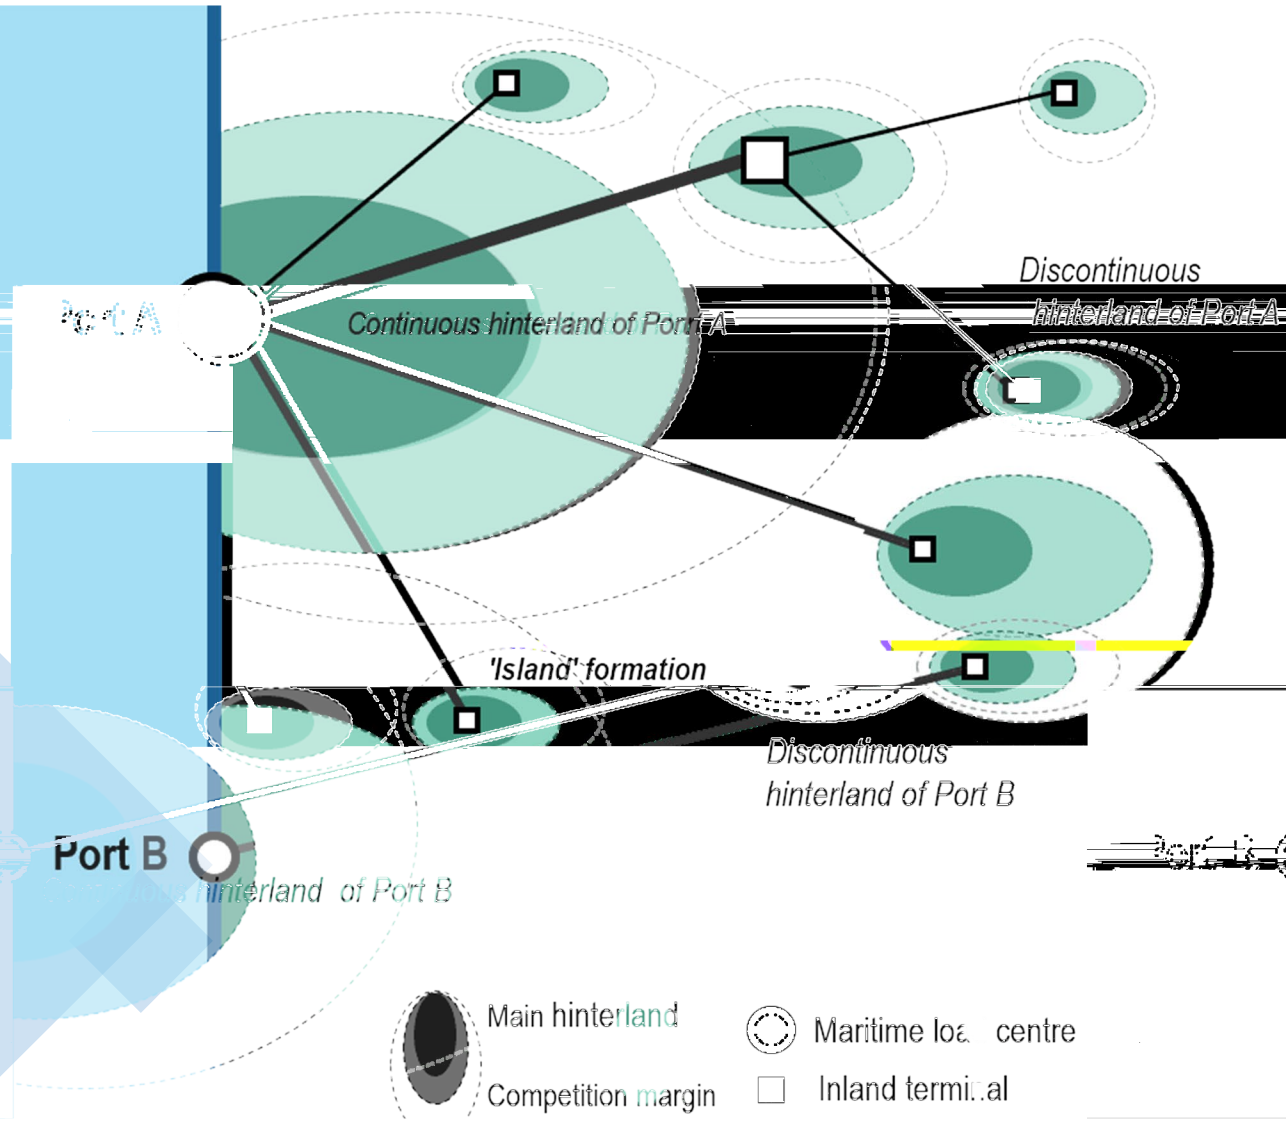 Discontinuous
hinterland of Port A
Port A
Continuous hinterland of Port A
'Island' formation
Discontinuous
hinterland of Port B
Port B
hinterland of Port B
Main hinterland
Maritime centre
Competition margin
Inland terminal